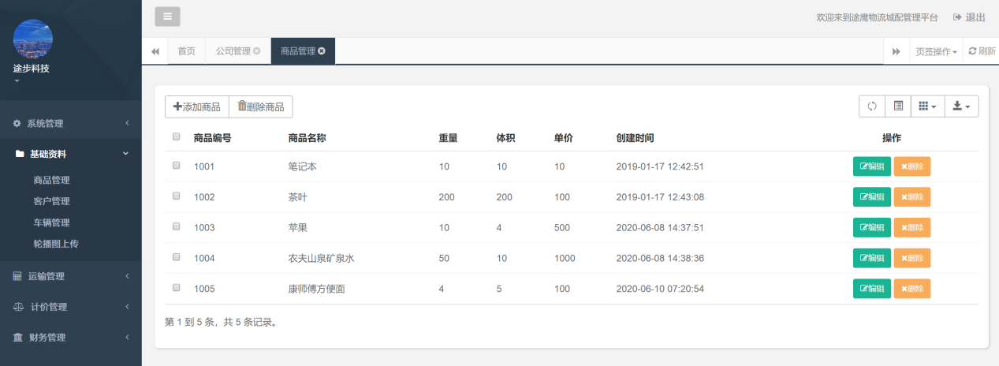 途步科技
系统管理
基础资料
商品管理
客户管理
车辆管理
轮播图上传
运输管理
计价管理
财务管理
欢迎来到途鹰物流城配管理平台 退出
首页 公司管理 商品管理 页签操作 刷新
添加商品 删除商品
商品编号 商品名称 重量 体积 单价 创建时间 操作
1001 笔记本 10 10 10 2019-01-17 12:42:51 编辑 删除
1002 茶叶 200 200 100 2019-01-17 12:43:08 编辑 删除
1003 苹果 10 4 500 2020-06-08 14:37:51 编辑 删除
1004 农夫山泉矿泉水 50 10 1000 2020-06-08 14:38:36 编辑 删除
1005 康师傅方便面 4 5 100 2020-06-10 07:20:54 编辑 删除
第 1 到 5 条，共 5 条记录。